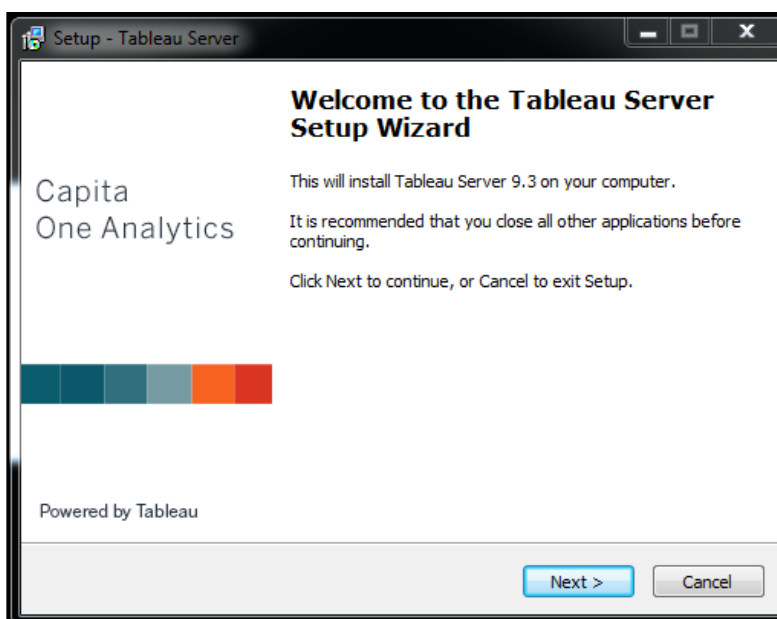 Setup - Tableau Server
Welcome to the Tableau Server
Setup Wizard
This will install Tableau Server 9.3 on your computer.
It is recommended that you close all other applications before
continuing.
Click Next to continue, or Cancel to exit Setup.
Capita
One Analytics
Powered by Tableau
Next >
Cancel